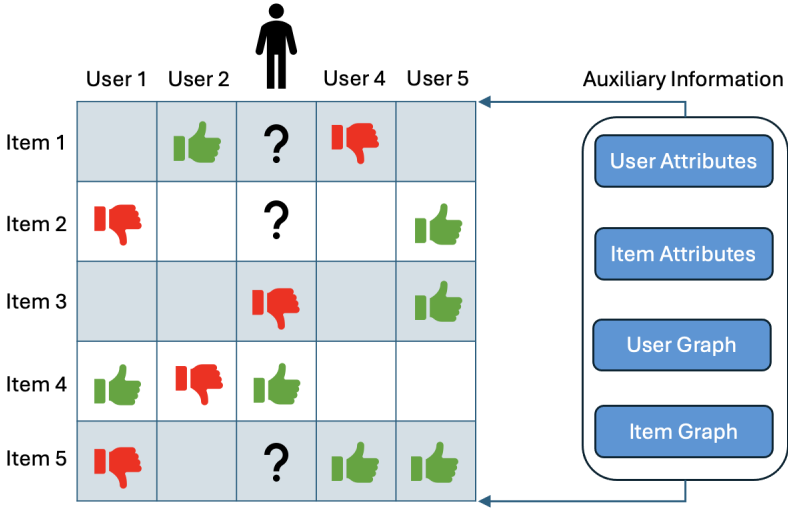 User 1 User 2 User 4 User 5
Auxiliary Information
Item 1 ?
Item 2 ?
Item 3
Item 4
Item 5 ?
User Attributes
Item Attributes
User Graph
Item Graph